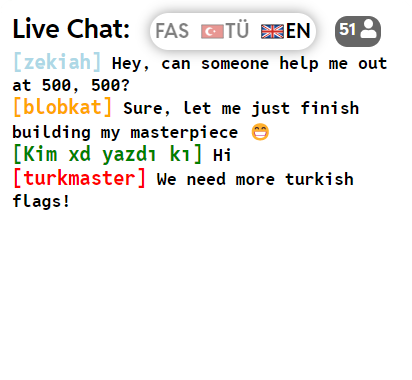 Live Chat: FAS 🇹🇷TÜ 🇬🇧EN 51
[zekiah] Hey, can someone help me out
at 500, 500?
[blobkat] Sure, let me just finish
building my masterpiece 😁
[Kim xd yazdı kı] Hi
[turkmaster] We need more turkish
flags!